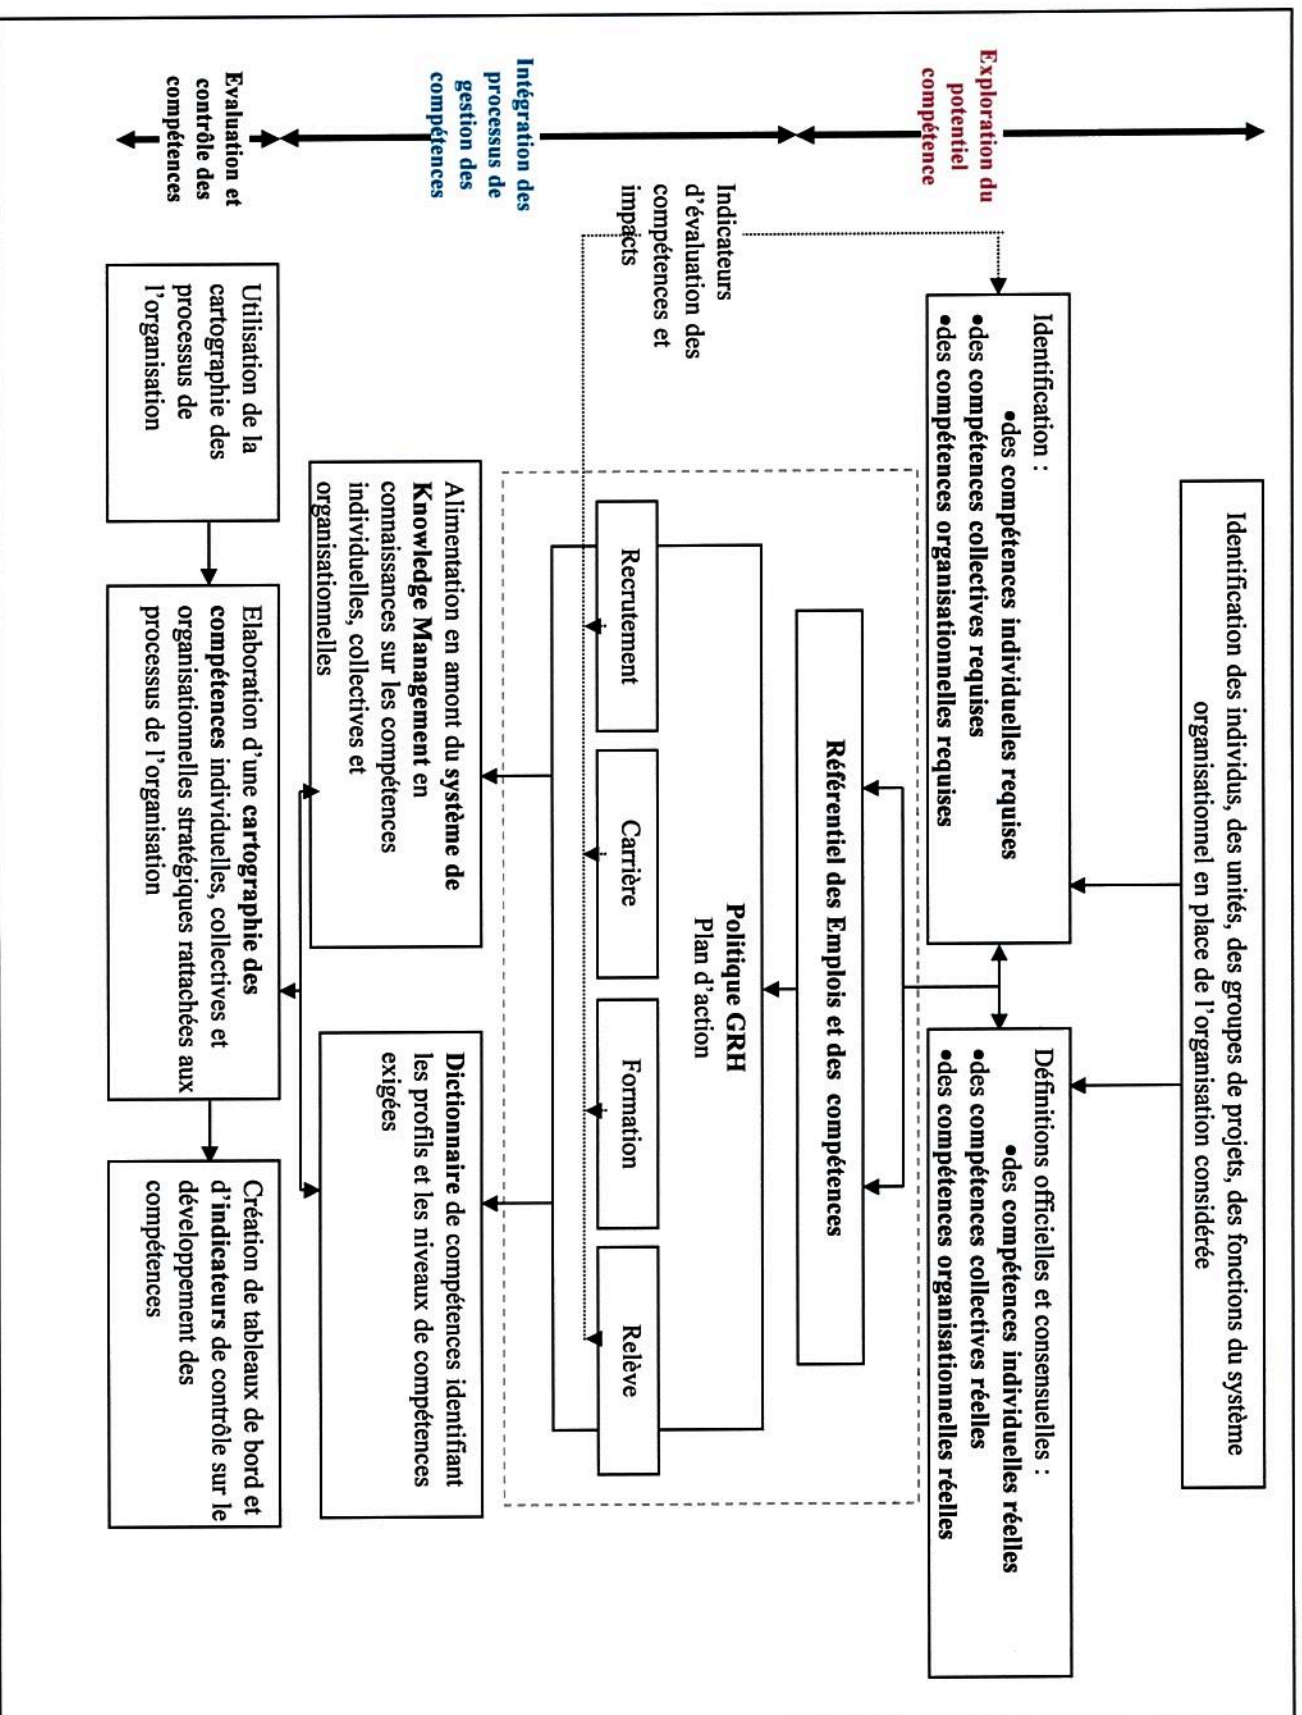 Identification des individus, des unités, des groupes de projets, des fonctions du système
organisationnel en place de l'organisation considérée
Exploration du
potentiel
compétence
Identification :
•des compétences individuelles requises
•des compétences collectives requises
•des compétences organisationnelles requises
Définitions officielles et consensuelles :
•des compétences individuelles réelles
•des compétences collectives réelles
•des compétences organisationnelles réelles
Référentiel des Emplois et des compétences
Indicateurs
d'évaluation des
compétences et
impacts
Politique GRH
Plan d'action
Recrutement
Carrière
Formation
Relève
Intégration des
processus de
gestion des
compétences
Alimentation en amont du système de
Knowledge Management en
connaissances sur les compétences
individuelles, collectives et
organisationnelles
Dictionnaire de compétences identifiant
les profils et les niveaux de compétences
exigées
Evaluation et
contrôle des
compétences
Utilisation de la
cartographie des
processus de
l'organisation
Elaboration d'une cartographie des
compétences individuelles, collectives et
organisationnelles stratégiques rattachées aux
processus de l'organisation
Création de tableaux de bord et
d'indicateurs de contrôle sur le
développement des
compétences